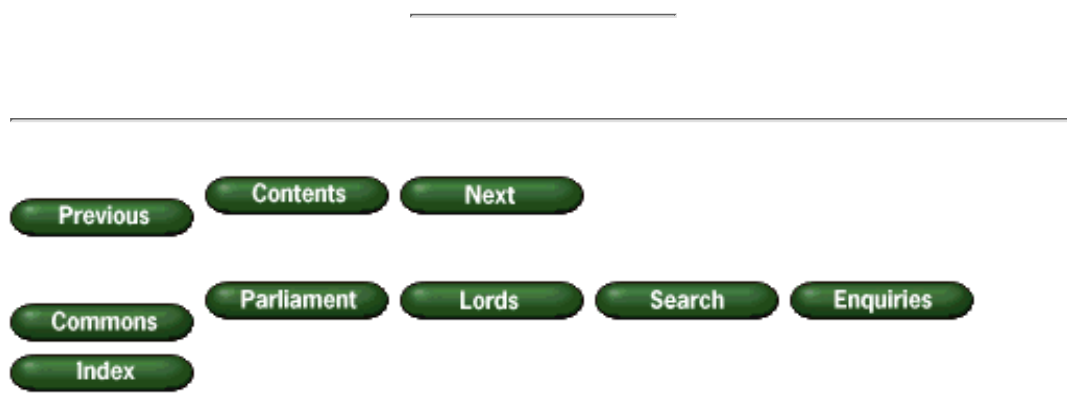 Previous Contents Next
Commons Parliament Lords Search Enquiries
Index